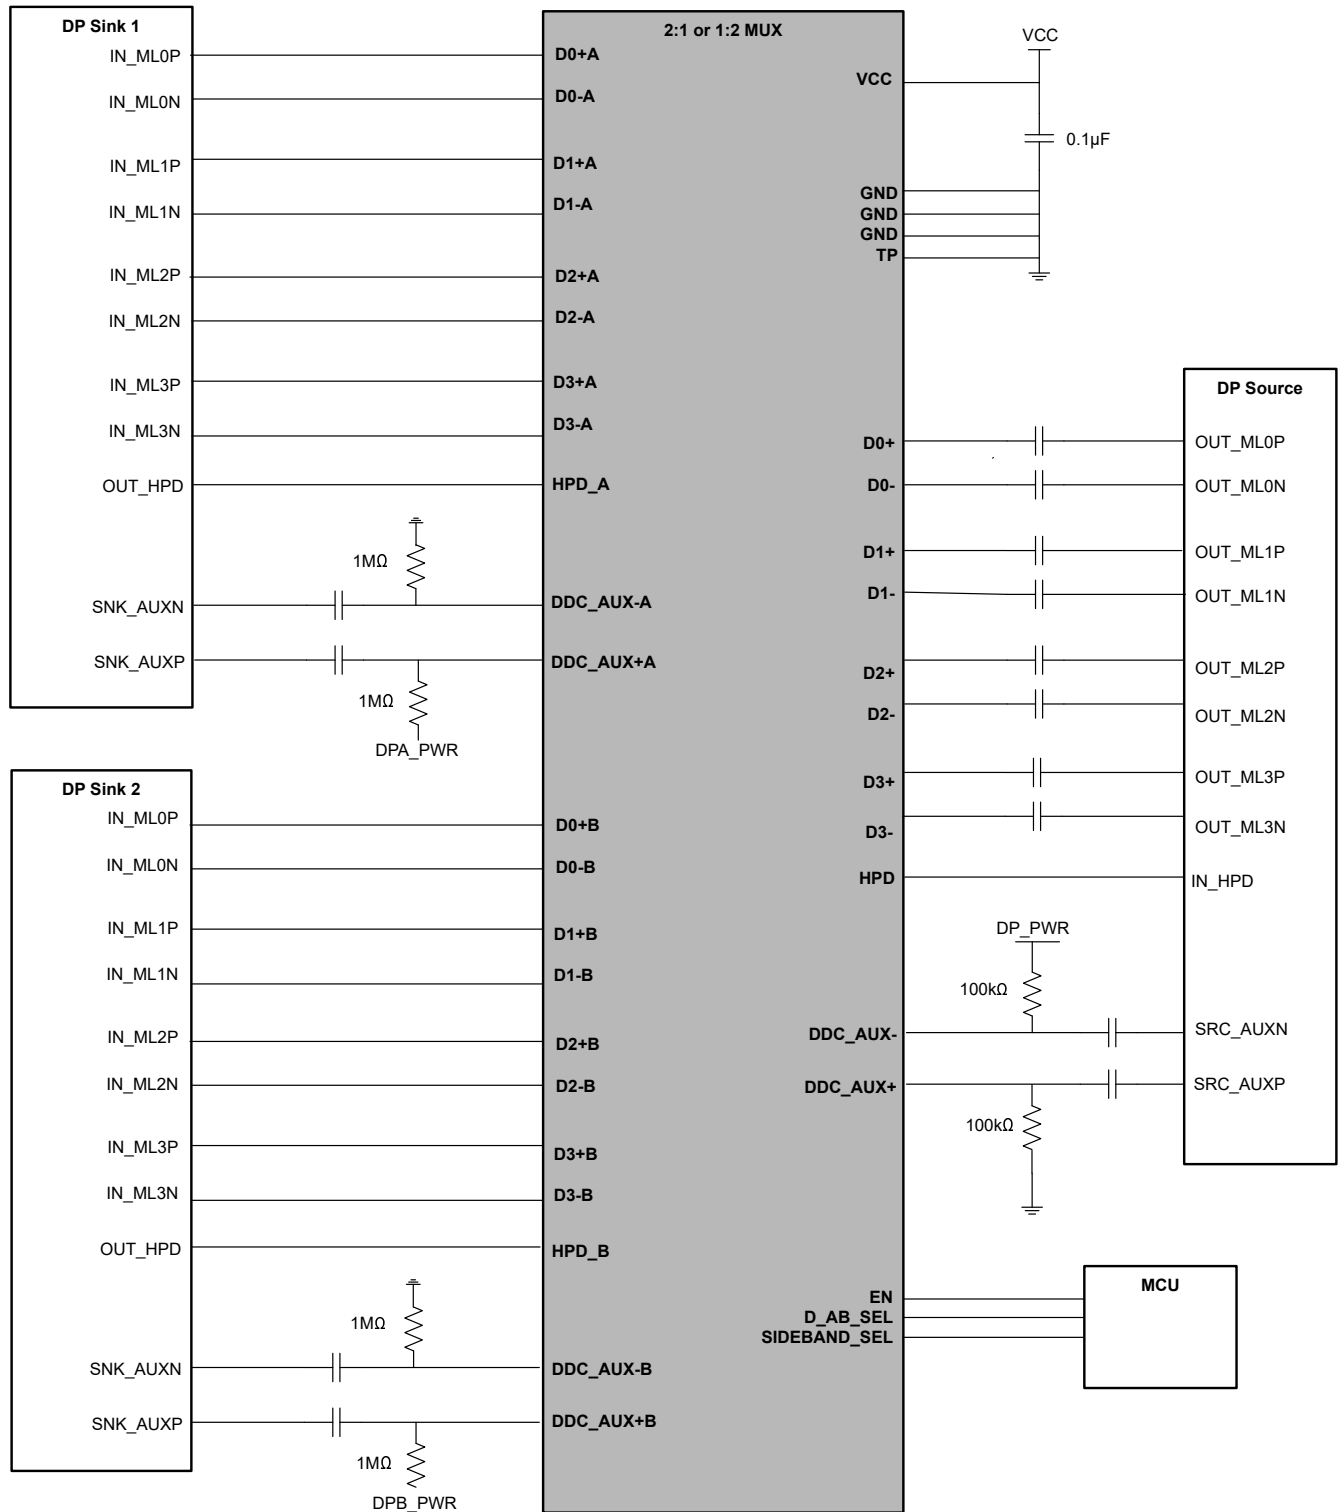 DP Sink 1
IN_ML0P
IN_ML0N
IN_ML1P
IN_ML1N
IN_ML2P
IN_ML2N
IN_ML3P
IN_ML3N
OUT_HPD
SNK_AUXN
SNK_AUXP
1MΩ
1MΩ
DPA_PWR
DP Sink 2
IN_ML0P
IN_ML0N
IN_ML1P
IN_ML1N
IN_ML2P
IN_ML2N
IN_ML3P
IN_ML3N
OUT_HPD
SNK_AUXN
SNK_AUXP
1MΩ
1MΩ
DPB_PWR
2:1 or 1:2 MUX
D0+A
D0-A
D1+A
D1-A
D2+A
D2-A
D3+A
D3-A
HPD_A
DDC_AUX-A
DDC_AUX+A
D0+B
D0-B
D1+B
D1-B
D2+B
D2-B
D3+B
D3-B
HPD_B
DDC_AUX-B
DDC_AUX+B
VCC
GND
GND
GND
TP
D0+
D0-
D1+
D1-
D2+
D2-
D3+
D3-
HPD
DDC_AUX-
DDC_AUX+
EN
D_AB_SEL
SIDEBAND_SEL
VCC
0.1µF
DP_PWR
100kΩ
100kΩ
DP Source
OUT_ML0P
OUT_ML0N
OUT_ML1P
OUT_ML1N
OUT_ML2P
OUT_ML2N
OUT_ML3P
OUT_ML3N
IN_HPD
SRC_AUXN
SRC_AUXP
MCU